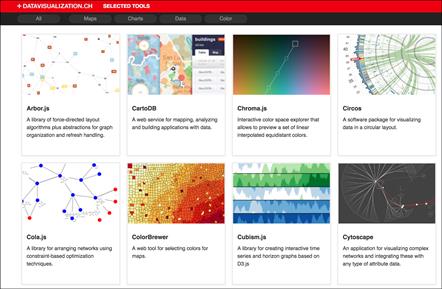 + DATAVISUALIZATION.CH SELECTED TOOLS
All Maps Charts Data Color
Arbor.js
A library of force-directed layout
algorithms plus abstractions for graph
organization and refresh handling.
CartoDB
A web service for mapping, analyzing
and building applications with data.
Chroma.js
Interactive color space explorer that
allows to preview a set of linear
interpolated equidistant colors.
Circos
A software package for visualizing
data in a circular layout.
Cola.js
A library for arranging networks using
constraint-based optimization
techniques.
ColorBrewer
A web tool for selecting colors for
maps.
Cubism.js
A library for creating interactive time
series and horizon graphs based on
D3.js
Cytoscape
An application for visualizing complex
networks and integrating these with
any type of attribute data.